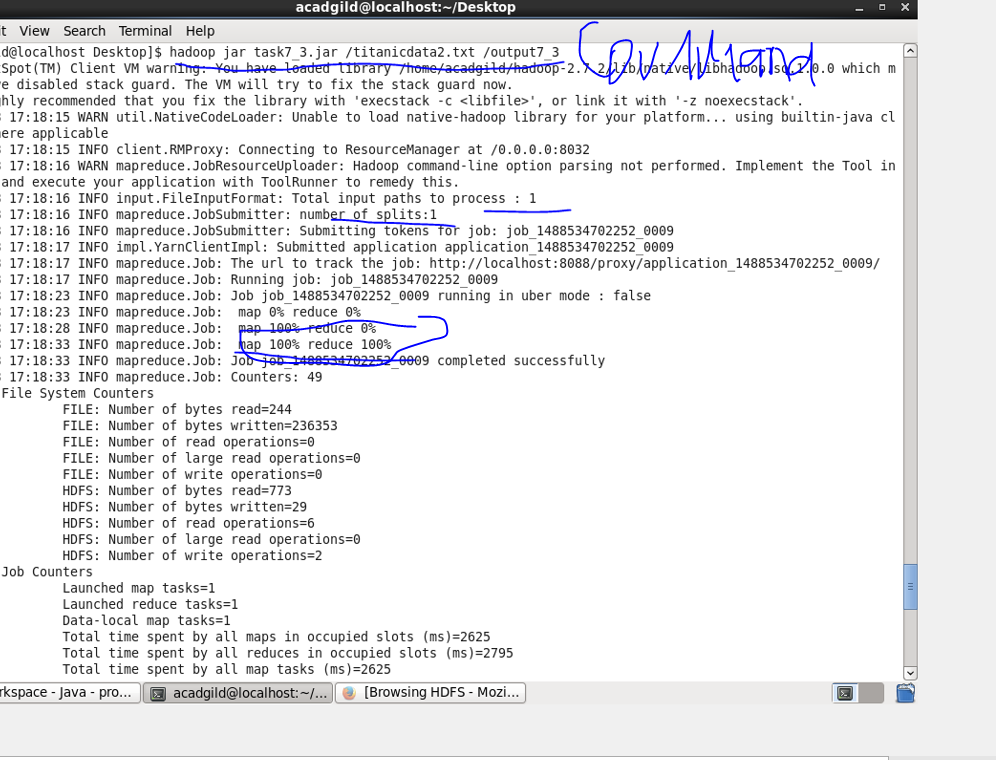 acadgild@localhost:~/Desktop
it View Search Terminal Help
d@localhost Desktop]$ hadoop jar task7_3.jar /titanicdata2.txt /output7_3
Command
Spot(TM) Client VM warning: You have loaded library /home/acadgild/hadoop-2.7.2/lib/native/libhadoop.so.1.0.0 which m
e disabled stack guard. The VM will try to fix the stack guard now.
hly recommended that you fix the library with 'execstack -c <libfile>', or link it with '-z noexecstack'.
17:18:15 WARN util.NativeCodeLoader: Unable to load native-hadoop library for your platform... using builtin-java cl
ere applicable
17:18:15 INFO client.RMProxy: Connecting to ResourceManager at /0.0.0.0:8032
17:18:16 WARN mapreduce.JobResourceUploader: Hadoop command-line option parsing not performed. Implement the Tool in
and execute your application with ToolRunner to remedy this.
17:18:16 INFO input.FileInputFormat: Total input paths to process : 1
17:18:16 INFO mapreduce.JobSubmitter: number of splits:1
17:18:16 INFO mapreduce.JobSubmitter: Submitting tokens for job: job_1488534702252_0009
17:18:17 INFO impl.YarnClientImpl: Submitted application application_1488534702252_0009
17:18:17 INFO mapreduce.Job: The url to track the job: http://localhost:8088/proxy/application_1488534702252_0009/
17:18:17 INFO mapreduce.Job: Running job: job_1488534702252_0009
17:18:23 INFO mapreduce.Job: Job job_1488534702252_0009 running in uber mode : false
17:18:23 INFO mapreduce.Job:  map 0% reduce 0%
17:18:28 INFO mapreduce.Job:  map 100% reduce 0%
17:18:33 INFO mapreduce.Job:  map 100% reduce 100%
17:18:33 INFO mapreduce.Job: Job job_1488534702252_0009 completed successfully
17:18:33 INFO mapreduce.Job: Counters: 49
File System Counters
FILE: Number of bytes read=244
FILE: Number of bytes written=236353
FILE: Number of read operations=0
FILE: Number of large read operations=0
FILE: Number of write operations=0
HDFS: Number of bytes read=773
HDFS: Number of bytes written=29
HDFS: Number of read operations=6
HDFS: Number of large read operations=0
HDFS: Number of write operations=2
Job Counters
Launched map tasks=1
Launched reduce tasks=1
Data-local map tasks=1
Total time spent by all maps in occupied slots (ms)=2625
Total time spent by all reduces in occupied slots (ms)=2795
Total time spent by all map tasks (ms)=2625
rkspace - Java - pro... acadgild@localhost:~/... [Browsing HDFS - Mozi...